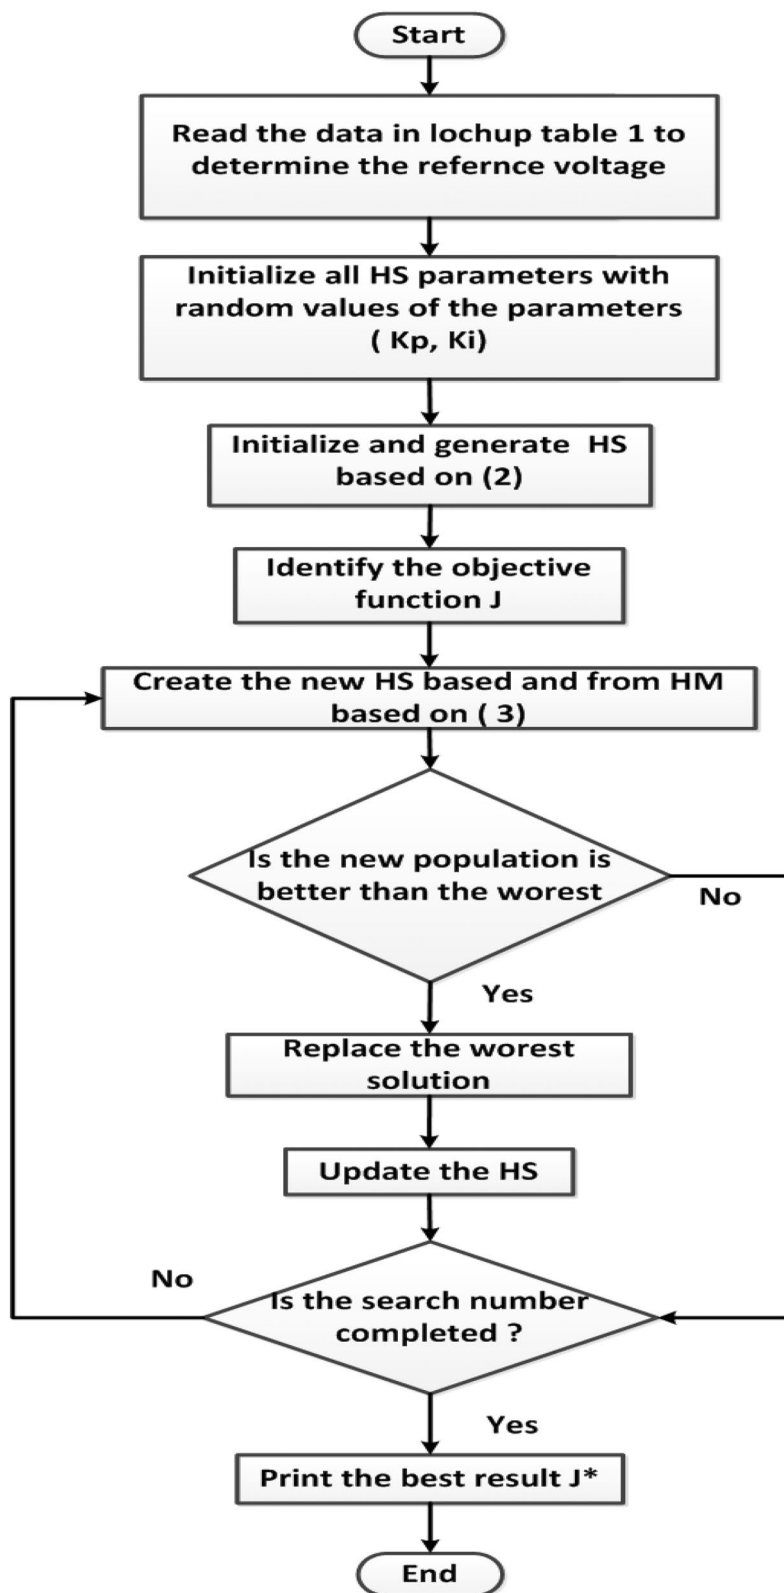 Start
Read the data in lochup table 1 to
determine the refernce voltage
Initialize all HS parameters with
random values of the parameters
( Kp, Ki)
Initialize and generate HS
based on (2)
Identify the objective
function J
Create the new HS based and from HM
based on ( 3)
Is the new population is
better than the worest
No
Yes
Replace the worest
solution
Update the HS
No
Is the search number
completed ?
Yes
Print the best result J*
End